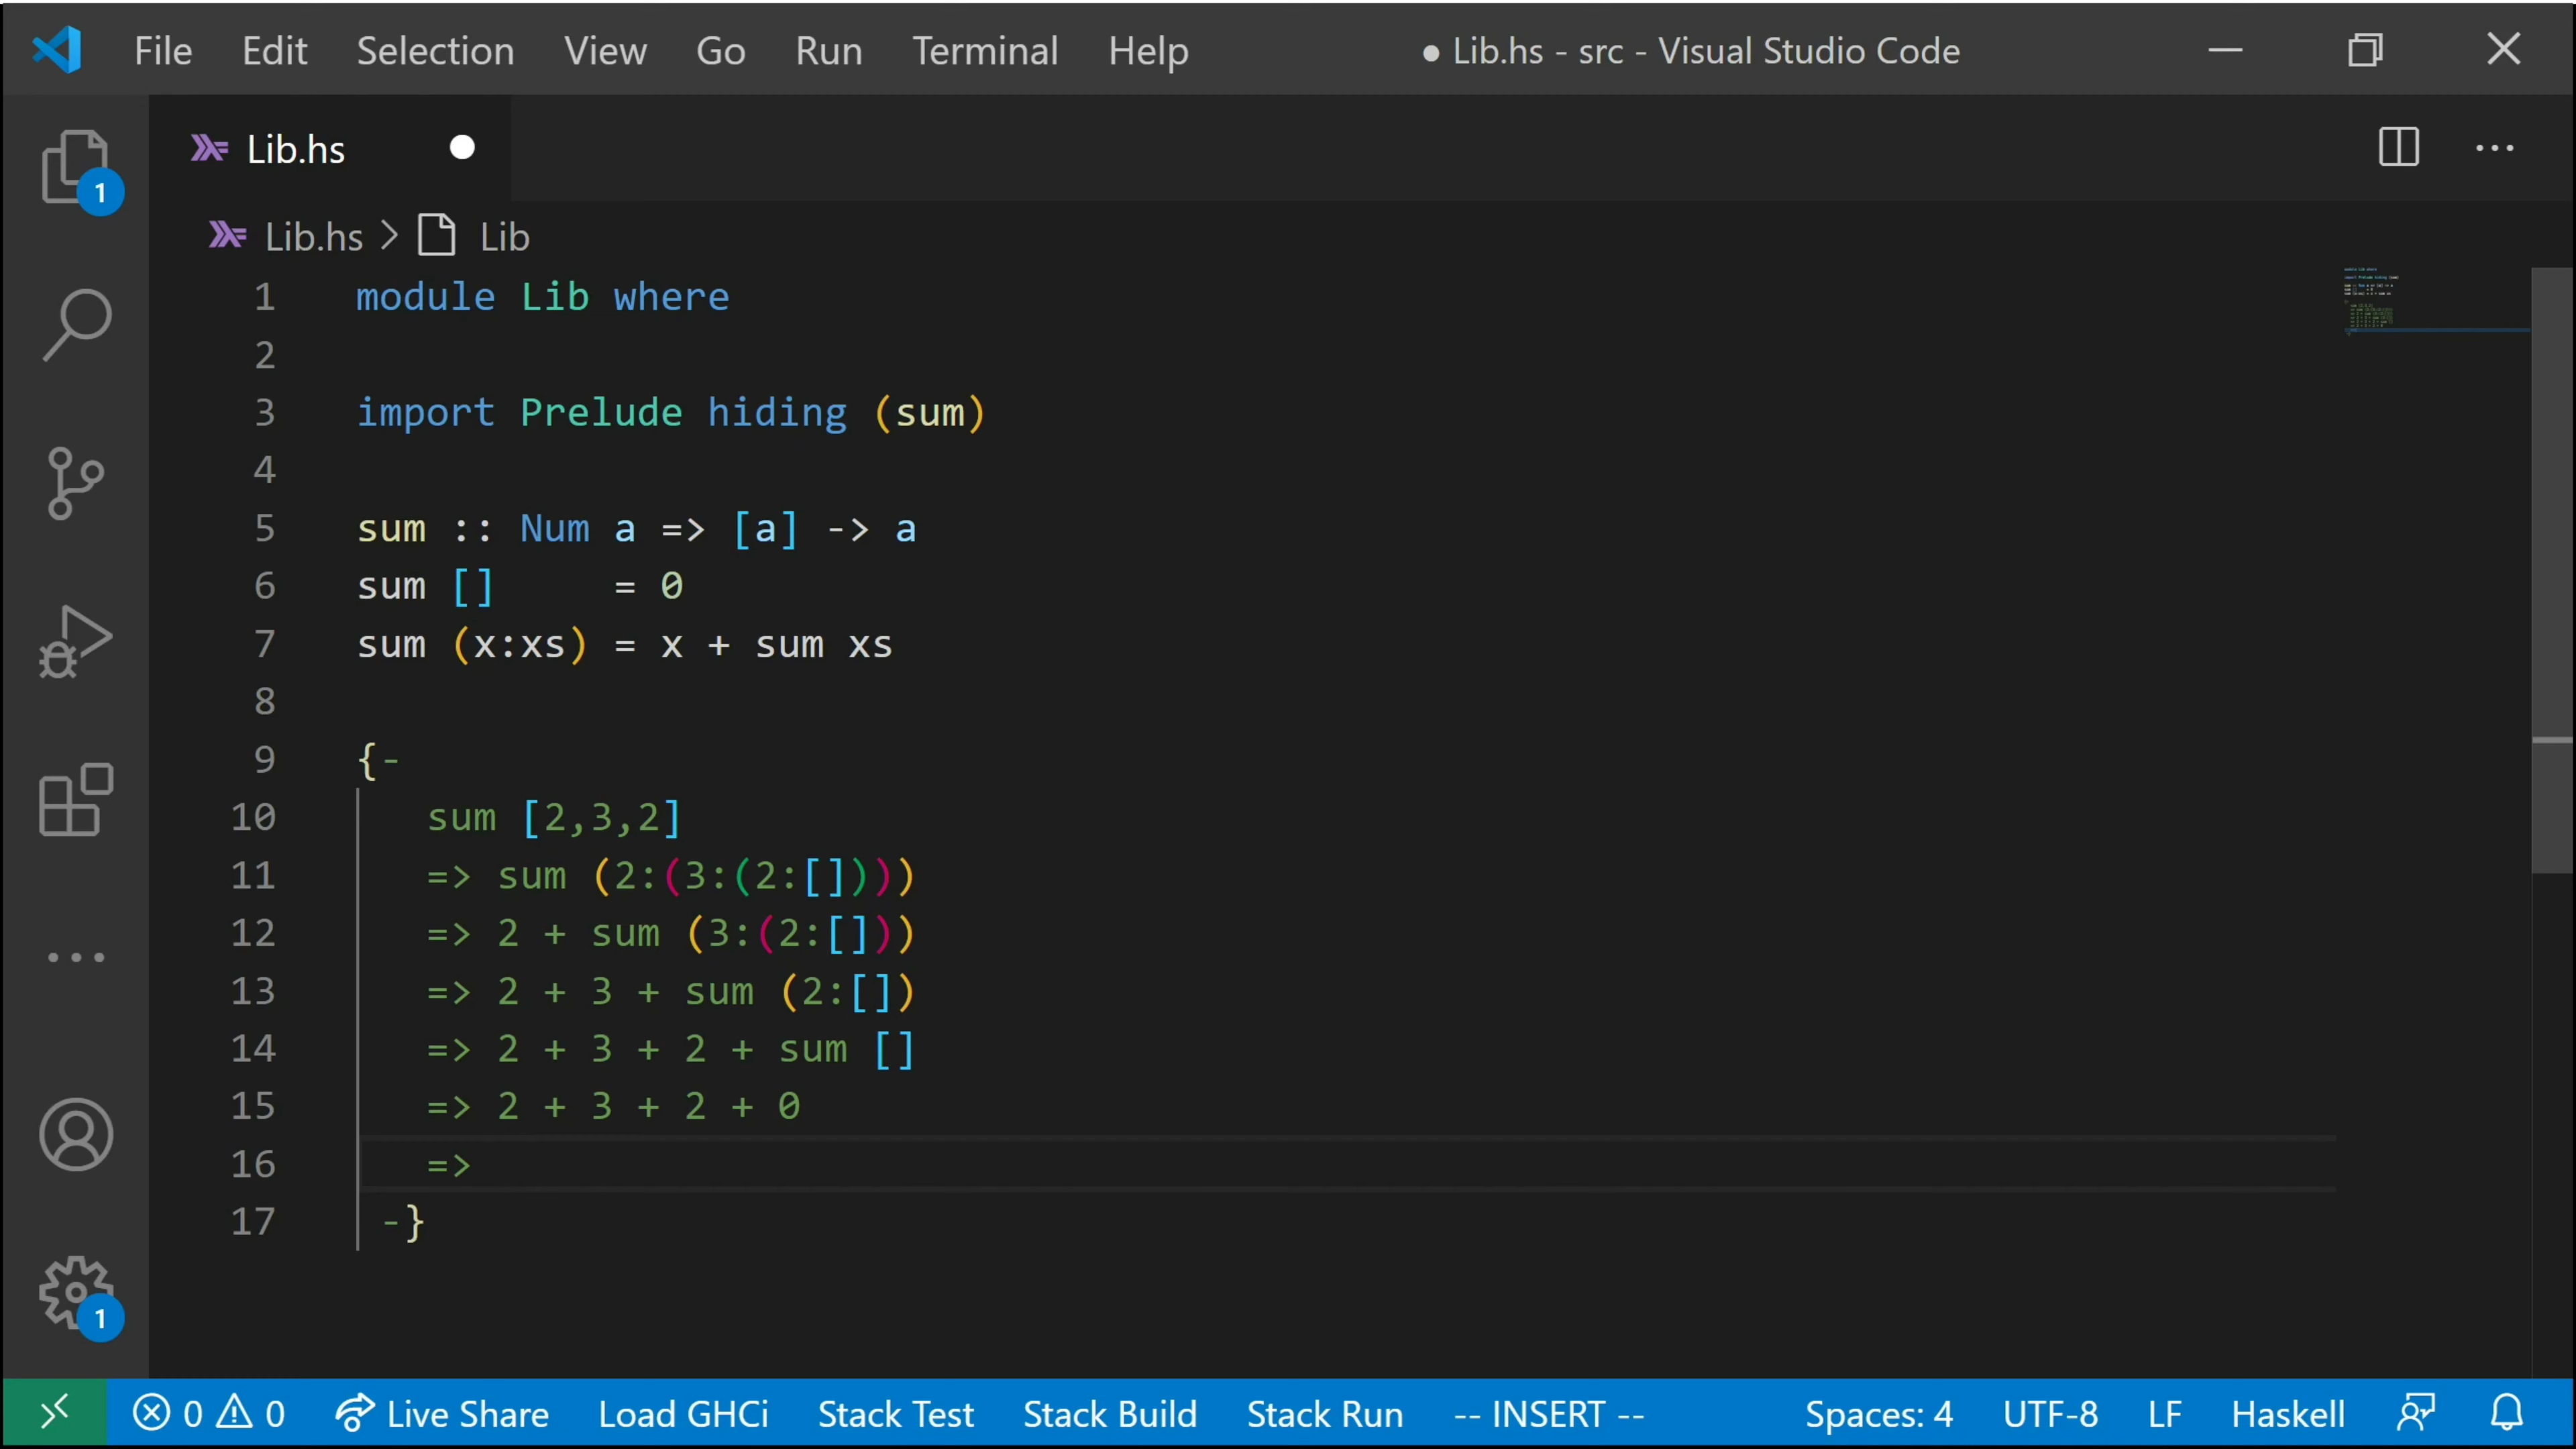 File Edit Selection View Go Run Terminal Help ● Lib.hs - src - Visual Studio Code
Lib.hs
1
Lib.hs > Lib
1 module Lib where
2
3 import Prelude hiding (sum)
4
5 sum :: Num a => [a] -> a
6 sum []     = 0
7 sum (x:xs) = x + sum xs
8
9 {-
10    sum [2,3,2]
11    => sum (2:(3:(2:[])))
12    => 2 + sum (3:(2:[]))
13    => 2 + 3 + sum (2:[])
14    => 2 + 3 + 2 + sum []
15    => 2 + 3 + 2 + 0
16    =>
17  -}
1
0 0 Live Share Load GHCi Stack Test Stack Build Stack Run -- INSERT -- Spaces: 4 UTF-8 LF Haskell